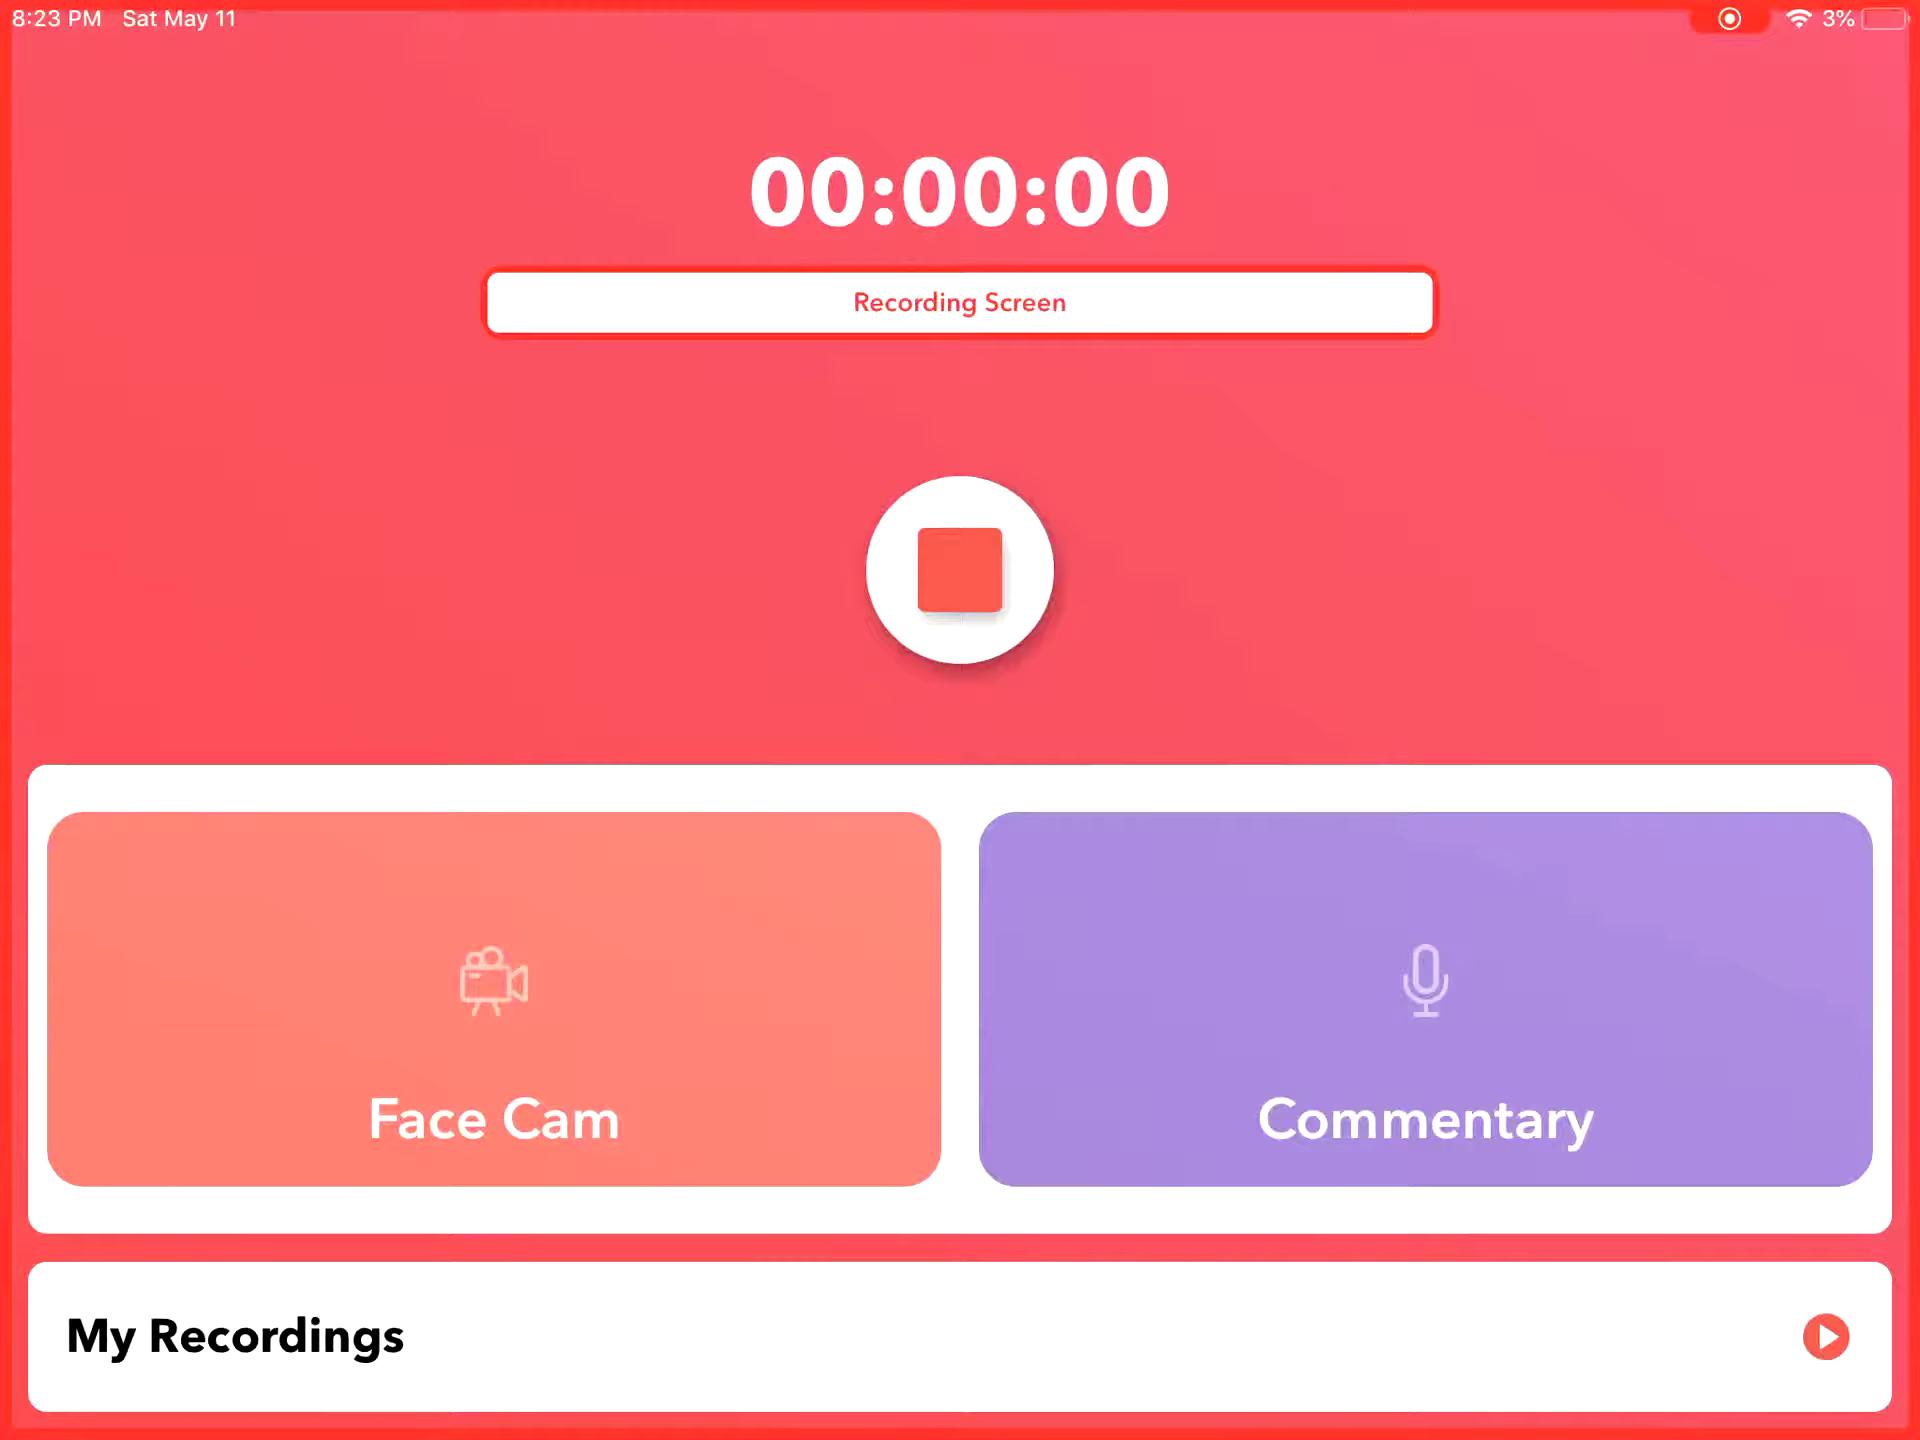 8:23 PM Sat May 11 3%
00:00:00
Recording Screen
Face Cam
Commentary
My Recordings